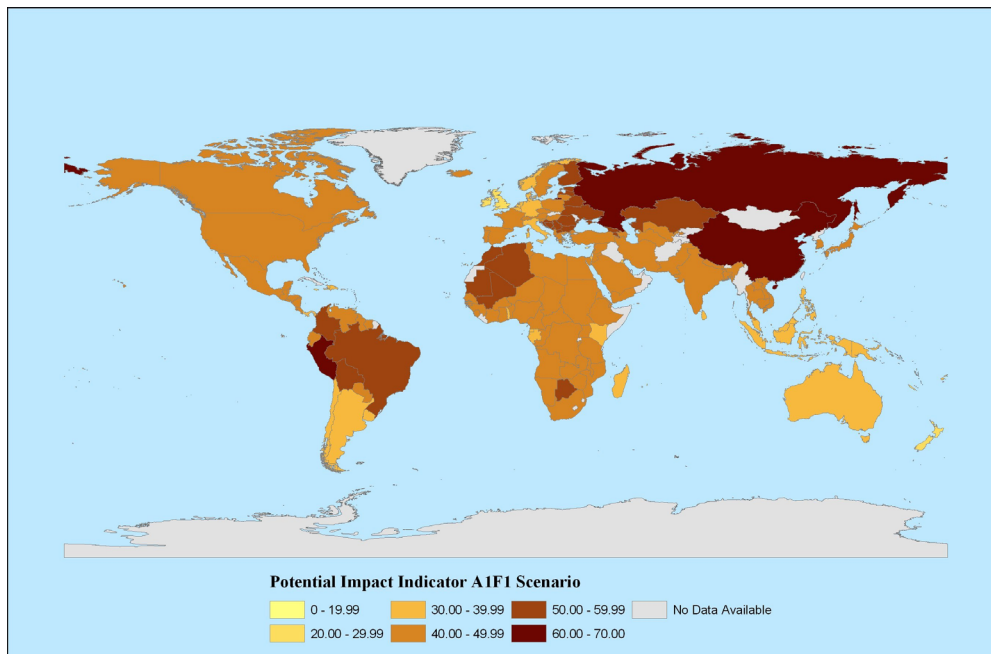 Potential Impact Indicator A1F1 Scenario
0 - 19.99
30.00 - 39.99
50.00 - 59.99
No Data Available
20.00 - 29.99
40.00 - 49.99
60.00 - 70.00